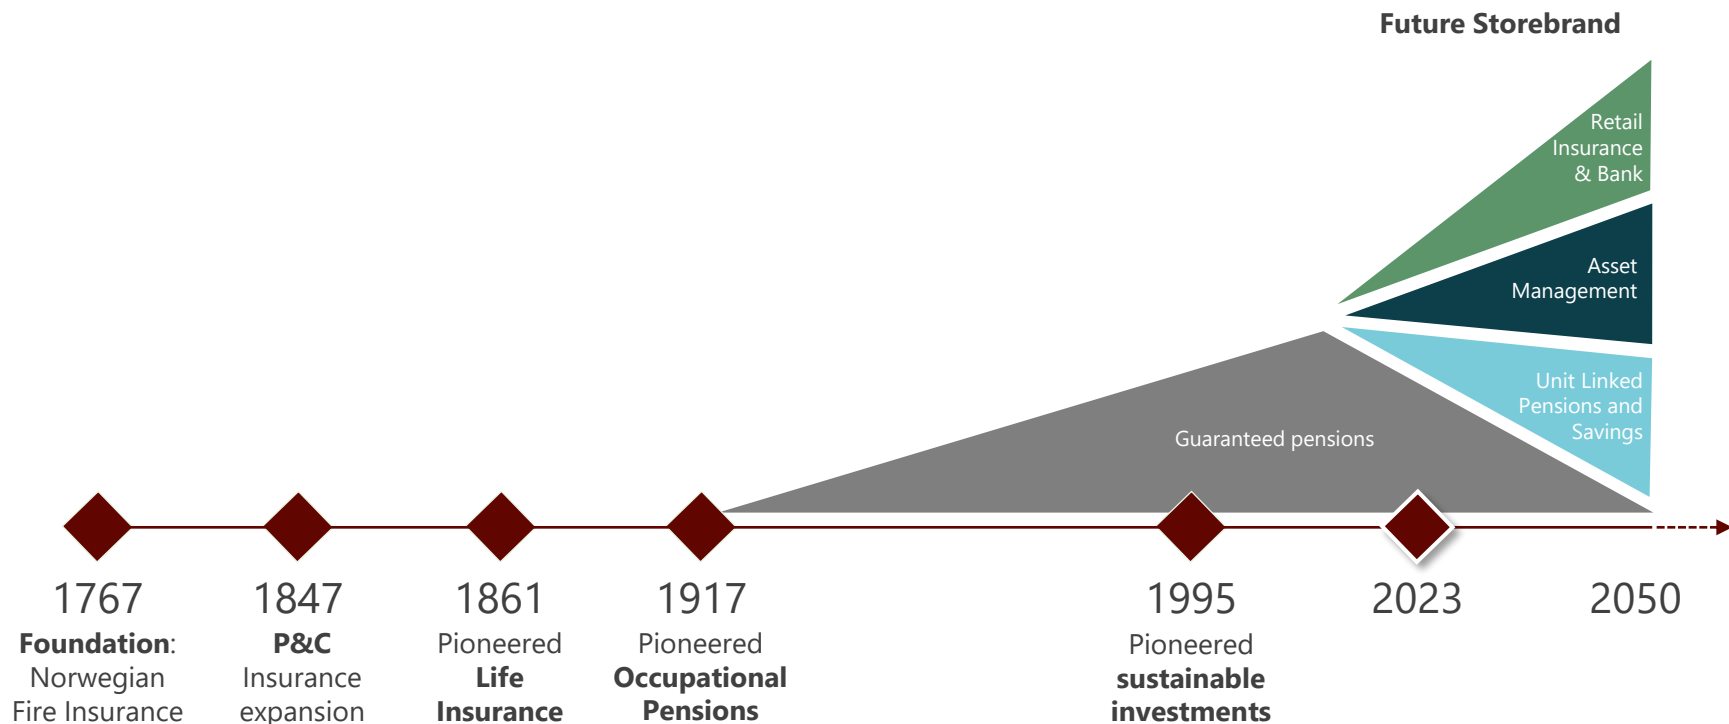 Future Storebrand
Retail
Insurance
& Bank
Asset
Management
Unit Linked
Pensions and
Savings
Guaranteed pensions
1767
Foundation:
Norwegian
Fire Insurance
1847
P&C
Insurance
expansion
1861
Pioneered
Life
Insurance
1917
Pioneered
Occupational
Pensions
1995
Pioneered
sustainable
investments
2023
2050